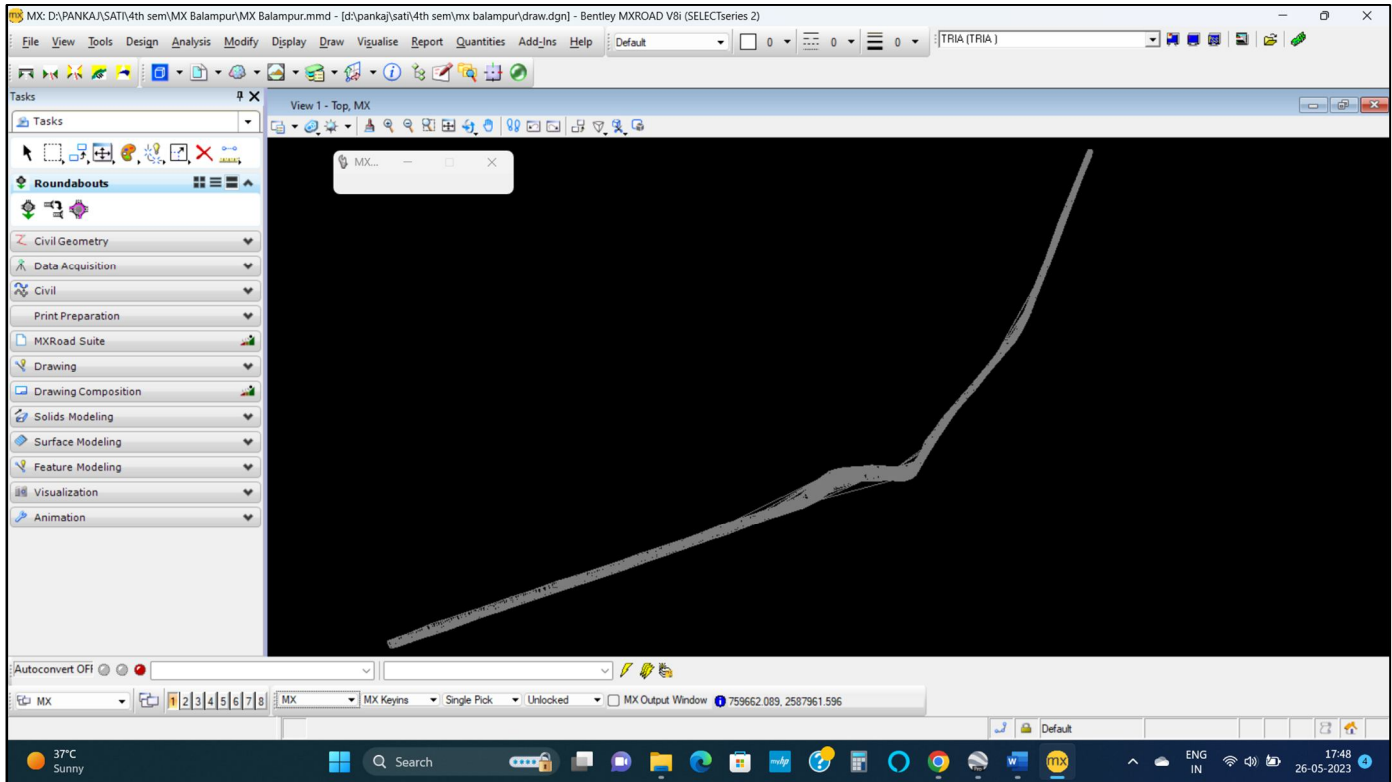 MX: D:\PANKAJ\SATI\4th sem\MX Balampur\MX Balampur.mmd - [d:\pankaj\sati\4th sem\mx balampur\draw.dgn] - Bentley MXROAD V8i (SELECTseries 2)
File View Tools Design Analysis Modify Display Draw Visualise Report Quantities Add-Ins Help Default 0 0 0 TRIA (TRIA )
Tasks
View 1 - Top, MX
Tasks
MX...
Roundabouts
Civil Geometry
Data Acquisition
Civil
Print Preparation
MXRoad Suite
Drawing
Drawing Composition
Solids Modeling
Surface Modeling
Feature Modeling
Visualization
Animation
Autoconvert OFF
MX 1 2 3 4 5 6 7 8 MX MX Keyins Single Pick Unlocked MX Output Window 759662.089, 2587961.596
Default
37°C
Sunny
Search
mx
ENG
IN
17:48
26-05-2023
4